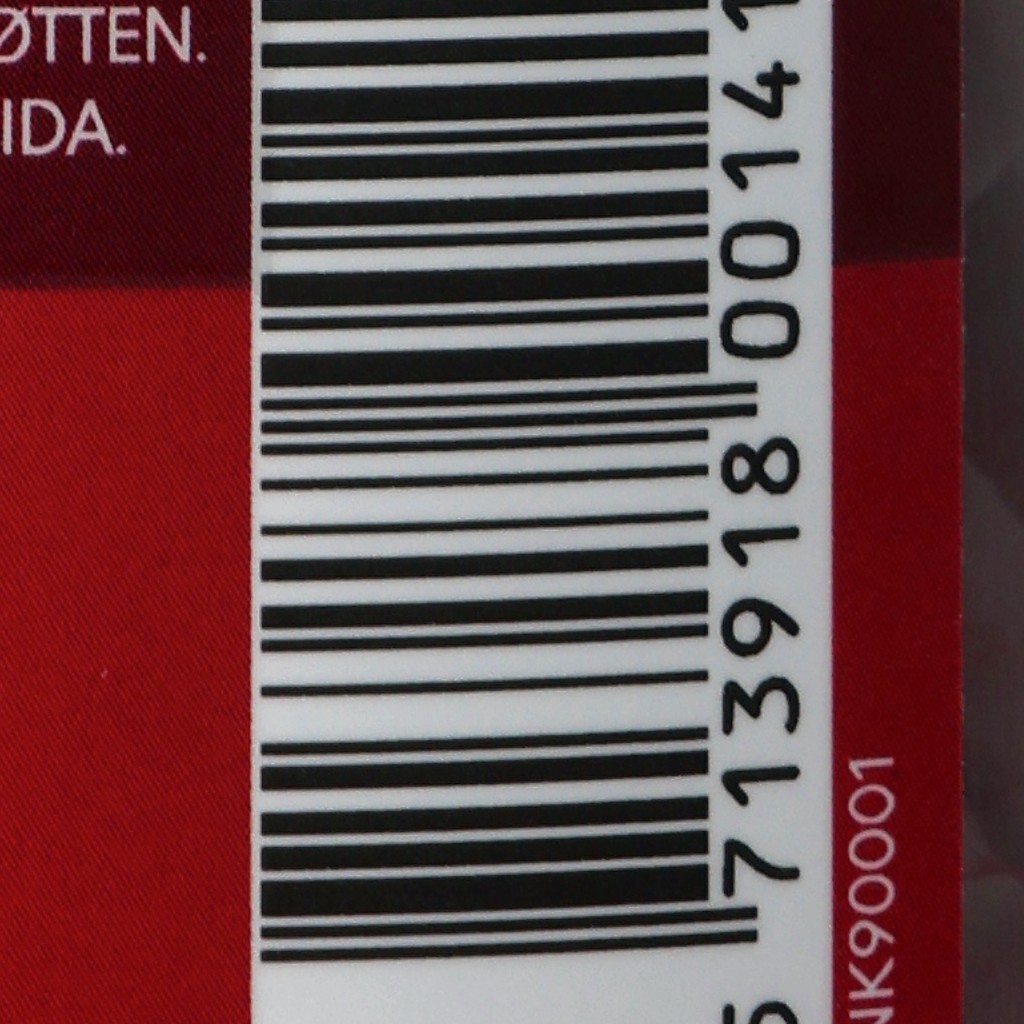 ØTTEN.
IDA.
5 713918 00141
NK90001